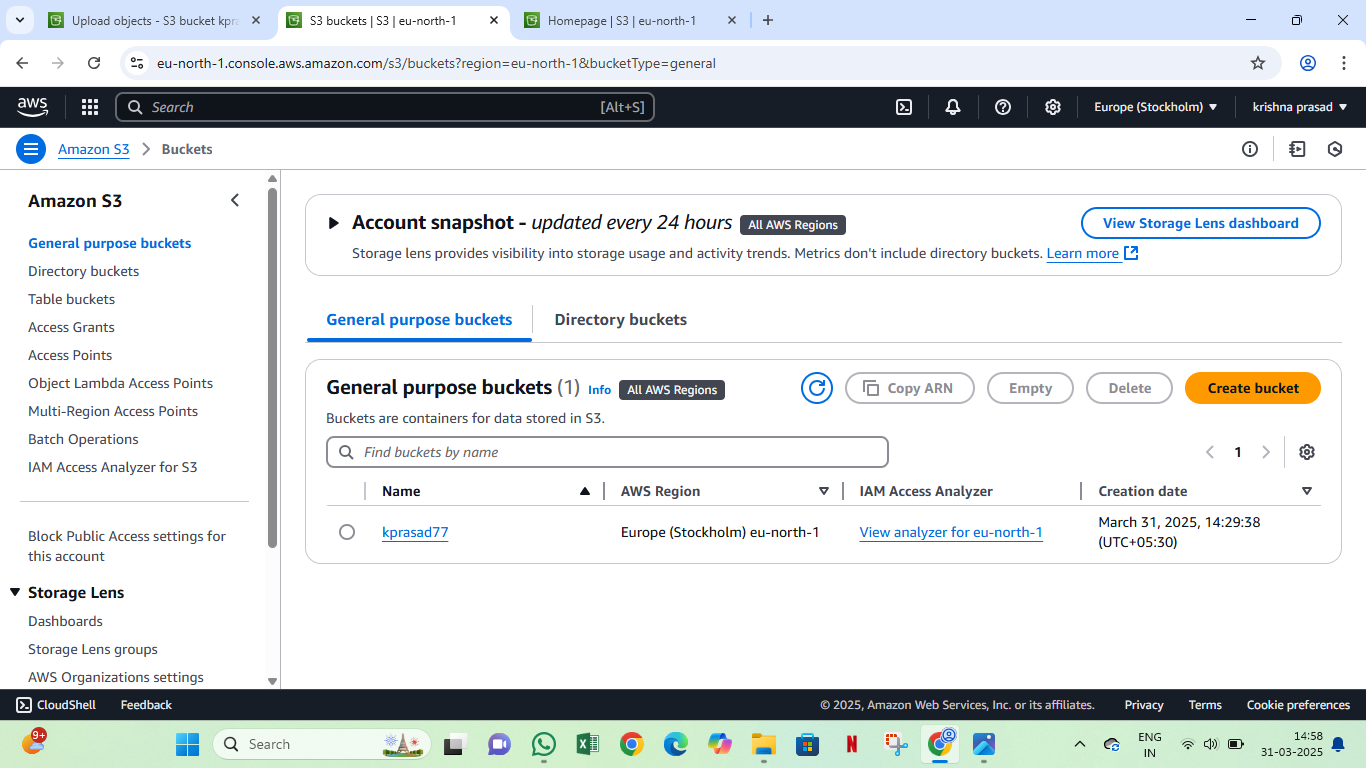 Upload objects - S3 bucket kpra
S3 buckets | S3 | eu-north-1
Homepage | S3 | eu-north-1
eu-north-1.console.aws.amazon.com/s3/buckets?region=eu-north-1&bucketType=general
aws
Search
[Alt+S]
Europe (Stockholm)
krishna prasad
Amazon S3
Buckets
Amazon S3
General purpose buckets
Directory buckets
Table buckets
Access Grants
Access Points
Object Lambda Access Points
Multi-Region Access Points
Batch Operations
IAM Access Analyzer for S3
Block Public Access settings for
this account
Storage Lens
Dashboards
Storage Lens groups
AWS Organizations settings
Account snapshot - updated every 24 hours All AWS Regions
View Storage Lens dashboard
Storage lens provides visibility into storage usage and activity trends. Metrics don't include directory buckets. Learn more
General purpose buckets
Directory buckets
General purpose buckets (1) Info All AWS Regions
Copy ARN
Empty
Delete
Create bucket
Buckets are containers for data stored in S3.
Find buckets by name
1
Name
AWS Region
IAM Access Analyzer
Creation date
kprasad77
Europe (Stockholm) eu-north-1
View analyzer for eu-north-1
March 31, 2025, 14:29:38
(UTC+05:30)
CloudShell
Feedback
© 2025, Amazon Web Services, Inc. or its affiliates.
Privacy
Terms
Cookie preferences
9+
Search
ENG
IN
14:58
31-03-2025